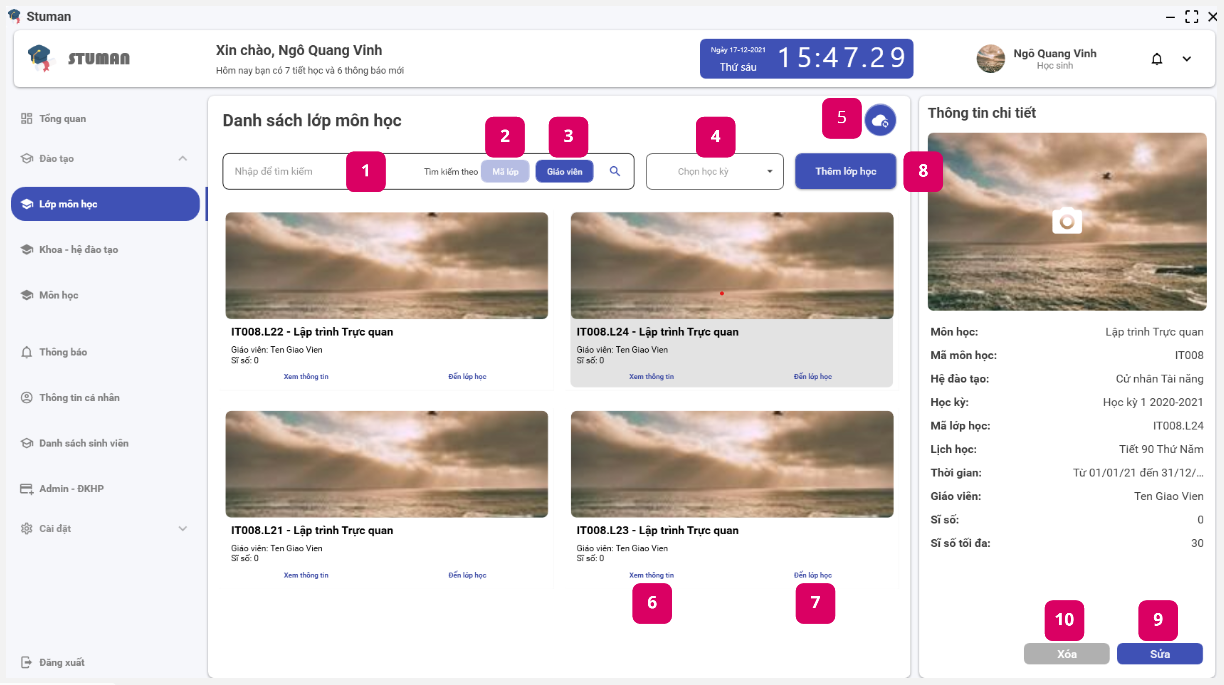 Stuman
STUMAN
Xin chào, Ngô Quang Vinh
Hôm nay bạn có 7 tiết học và 6 thông báo mới
Ngày 17-12-2021
Thứ sáu
15:47.29
Ngô Quang Vinh
Học sinh
Tổng quan
Đào tạo
Lớp môn học
Khoa - hệ đào tạo
Môn học
Thông báo
Thông tin cá nhân
Danh sách sinh viên
Admin - ĐKHP
Cài đặt
Đăng xuất
Danh sách lớp môn học
5
2
3
4
Nhập để tìm kiếm
1
Tìm kiếm theo
Mã lớp
Giáo viên
Chọn học kỳ
Thêm lớp học
8
IT008.L22 - Lập trình Trực quan
Giáo viên: Ten Giao Vien
Sĩ số: 0
Xem thông tin
Đến lớp học
IT008.L24 - Lập trình Trực quan
Giáo viên: Ten Giao Vien
Sĩ số: 0
Xem thông tin
Đến lớp học
IT008.L21 - Lập trình Trực quan
Giáo viên: Ten Giao Vien
Sĩ số: 0
Xem thông tin
Đến lớp học
IT008.L23 - Lập trình Trực quan
Giáo viên: Ten Giao Vien
Sĩ số: 0
Xem thông tin
Đến lớp học
6
7
Thông tin chi tiết
Môn học: Lập trình Trực quan
Mã môn học: IT008
Hệ đào tạo: Cử nhân Tài năng
Học kỳ: Học kỳ 1 2020-2021
Mã lớp học: IT008.L24
Lịch học: Tiết 90 Thứ Năm
Thời gian: Từ 01/01/21 đến 31/12/...
Giáo viên: Ten Giao Vien
Sĩ số: 0
Sĩ số tối đa: 30
10
9
Xóa
Sửa